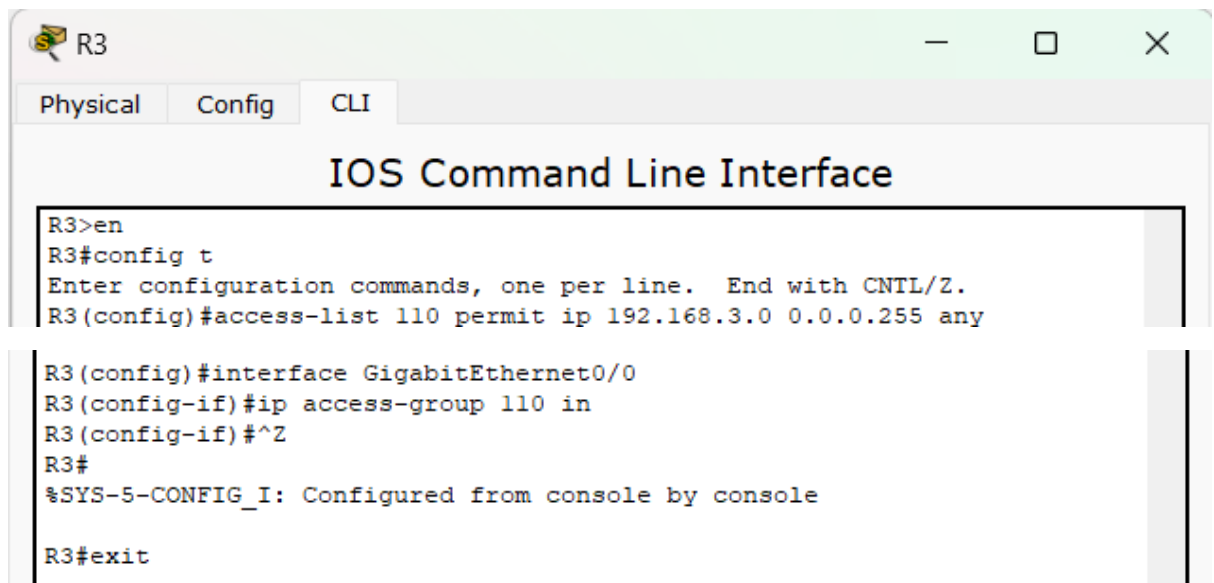 R3
Physical Config CLI
IOS Command Line Interface
R3>en
R3#config t
Enter configuration commands, one per line.  End with CNTL/Z.
R3(config)#access-list 110 permit ip 192.168.3.0 0.0.0.255 any
R3(config)#interface GigabitEthernet0/0
R3(config-if)#ip access-group 110 in
R3(config-if)#^Z
R3#
%SYS-5-CONFIG_I: Configured from console by console
R3#exit